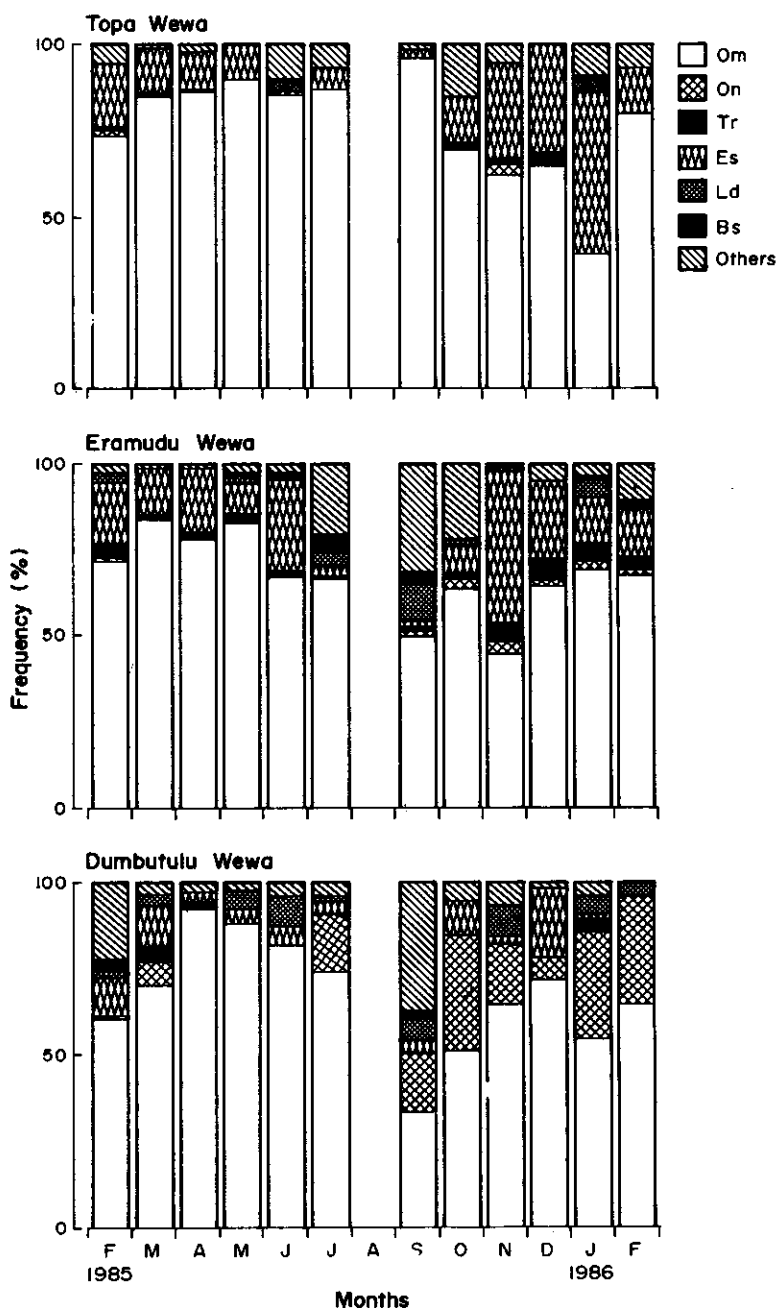 Topa Wewa
100
50
0
Om
On
Tr
Es
Ld
Bs
Others
Eramudu Wewa
100
50
0
Frequency (%)
Dumbutulu Wewa
100
50
0
F M A M J J A S O N D J F
1985 1986
Months